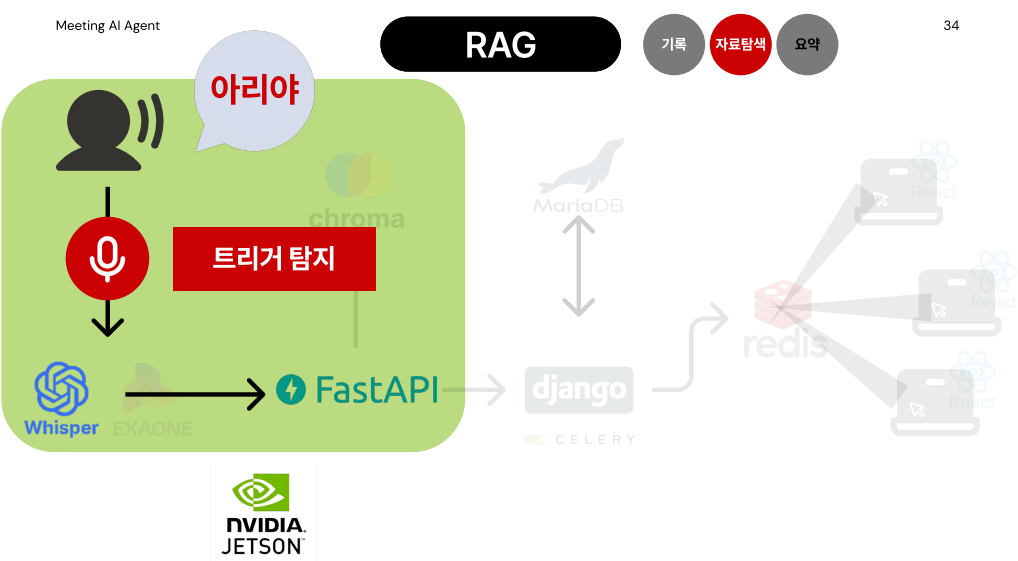 Meeting AI Agent
RAG
기록
자료탐색
요약
34
아리야
chroma
MariaDB
React
트리거 탐지
React
redis
Whisper
EXAONE
FastAPI
django
React
CELERY
NVIDIA.
JETSON™